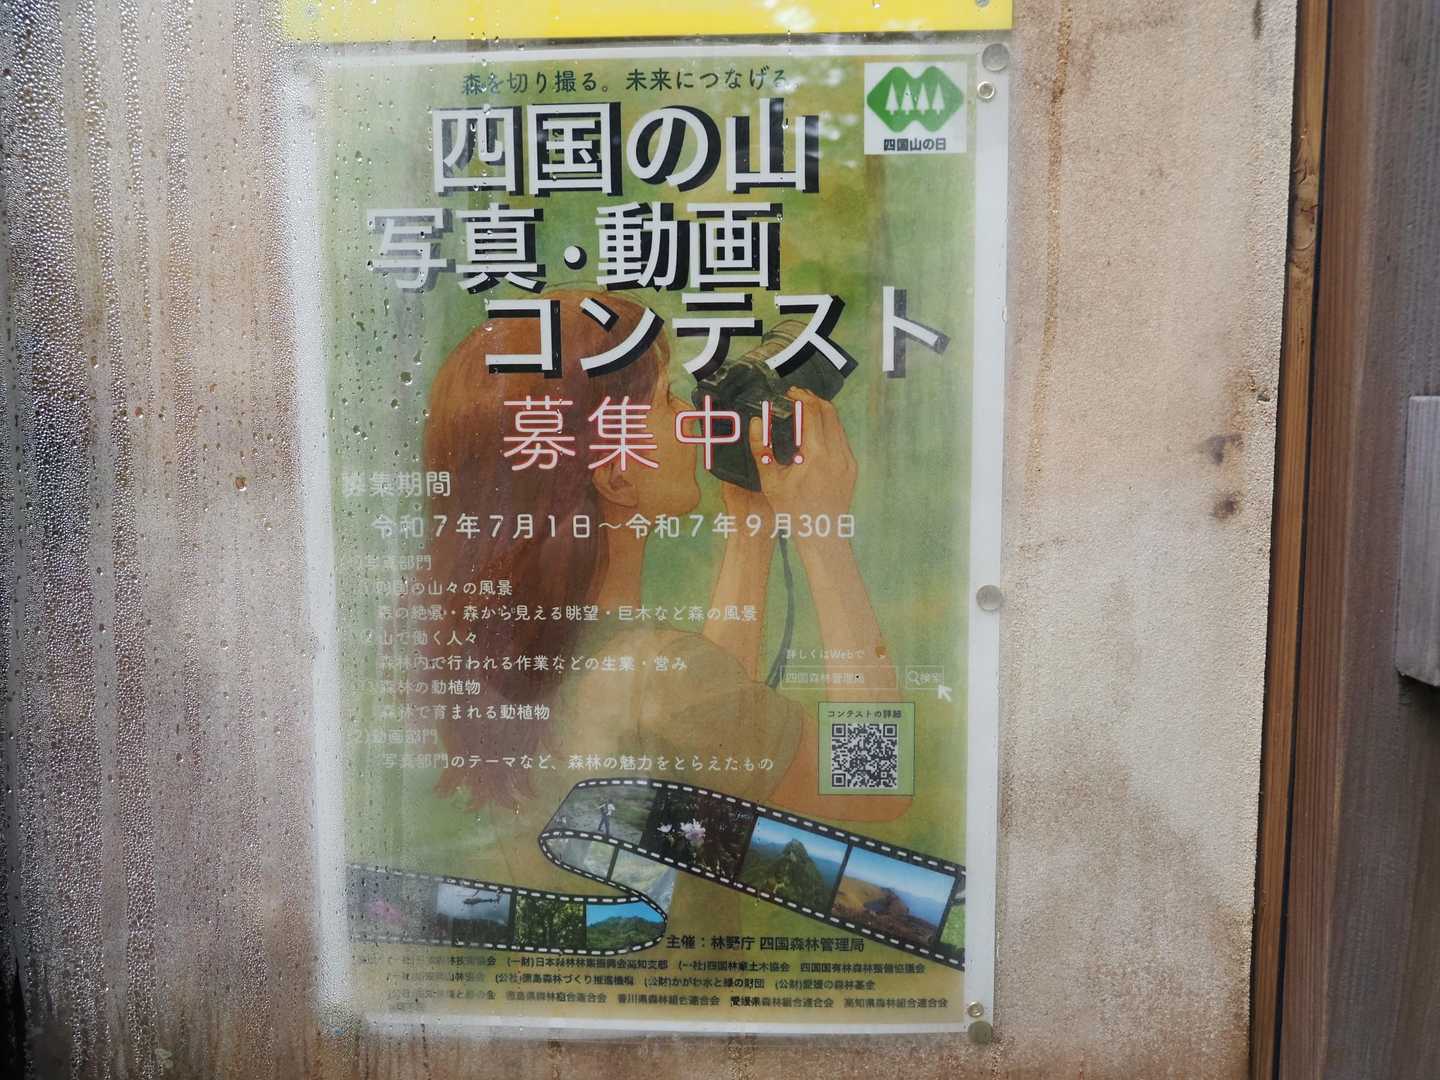 森を切り撮る。未来につなげる。
四国山の日
四国の山
写真・動画
コンテスト
募集中!!
募集期間
令和7年7月1日～令和7年9月30日
写真部門
四国の山々の風景
森の絶景・森から見える眺望・巨木など森の風景
山で働く人々
森林内で行われる作業などの生業・営み
森林の動植物
森林で育まれる動植物
(2)動画部門
写真部門のテーマなど、森林の魅力をとらえたもの
詳しくはWebで
四国森林管理局
検索
コンテストの詳細
主催：林野庁 四国森林管理局
(一財)日本森林林業振興会高知支部 (一社)四国林業土木協会 四国国有林森林整備協議会
(公社)徳島森林づくり推進機構 (公財)かがわ水と緑の財団 (公財)愛媛の森林基金
徳島県森林組合連合会 香川県森林組合連合会 愛媛県森林組合連合会 高知県森林組合連合会